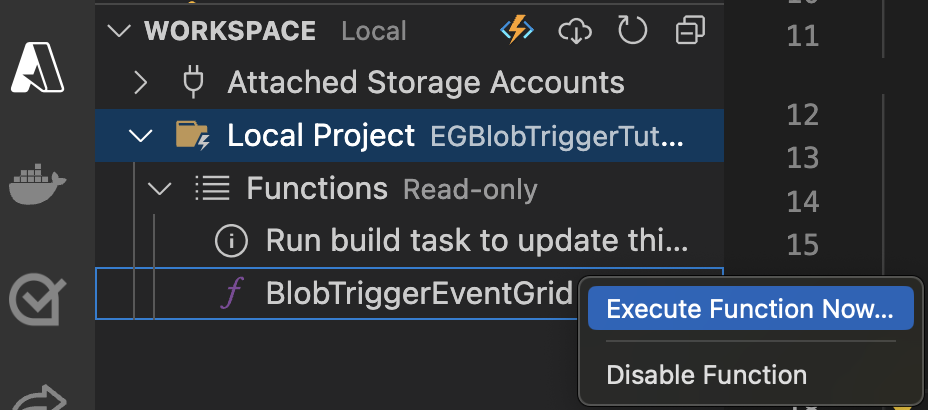 WORKSPACE Local
11
Attached Storage Accounts
12
Local Project EGBlobTriggerTut...
13
Functions Read-only
14
Run build task to update thi...
15
BlobTriggerEventGrid
Execute Function Now...
Disable Function